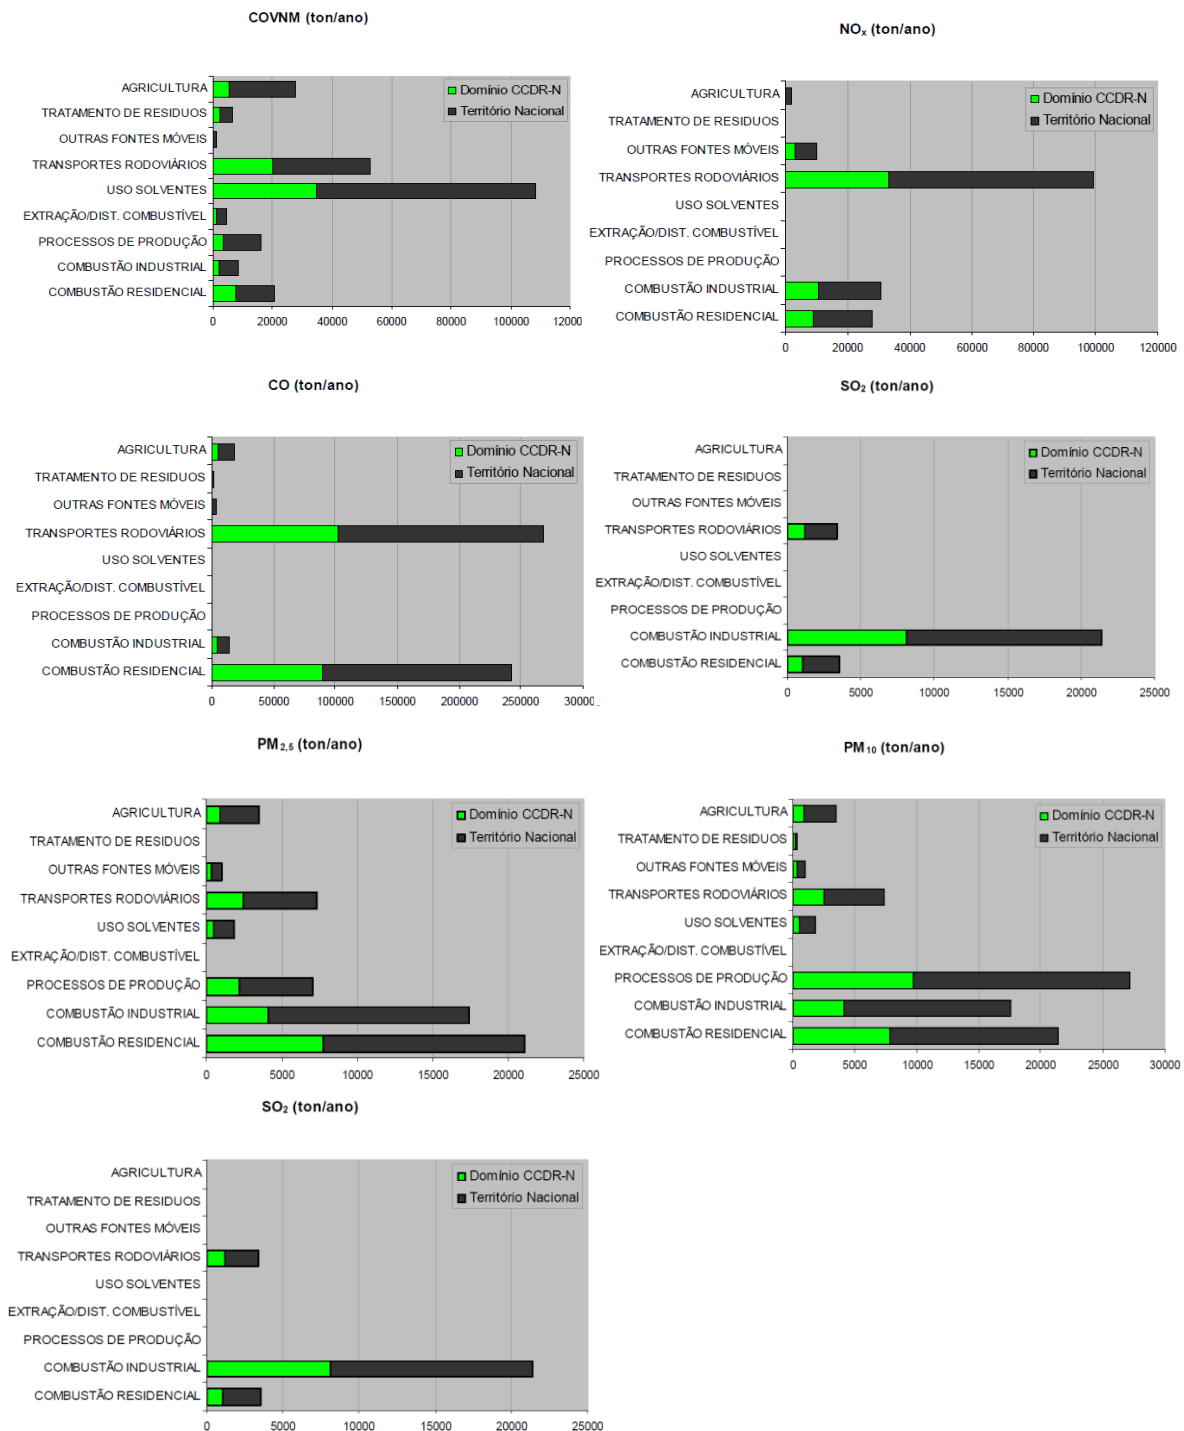 COVNM (ton/ano)
AGRICULTURA
TRATAMENTO DE RESIDUOS
OUTRAS FONTES MÓVEIS
TRANSPORTES RODOVIÁRIOS
USO SOLVENTES
EXTRAÇÃO/DIST. COMBUSTÍVEL
PROCESSOS DE PRODUÇÃO
COMBUSTÃO INDUSTRIAL
COMBUSTÃO RESIDENCIAL
Domínio CCDR-N
Território Nacional
0 20000 40000 60000 80000 100000 12000
NOx (ton/ano)
AGRICULTURA
TRATAMENTO DE RESIDUOS
OUTRAS FONTES MÓVEIS
TRANSPORTES RODOVIÁRIOS
USO SOLVENTES
EXTRAÇÃO/DIST. COMBUSTÍVEL
PROCESSOS DE PRODUÇÃO
COMBUSTÃO INDUSTRIAL
COMBUSTÃO RESIDENCIAL
Domínio CCDR-N
Território Nacional
0 20000 40000 60000 80000 100000 120000
CO (ton/ano)
AGRICULTURA
TRATAMENTO DE RESIDUOS
OUTRAS FONTES MÓVEIS
TRANSPORTES RODOVIÁRIOS
USO SOLVENTES
EXTRAÇÃO/DIST. COMBUSTÍVEL
PROCESSOS DE PRODUÇÃO
COMBUSTÃO INDUSTRIAL
COMBUSTÃO RESIDENCIAL
Domínio CCDR-N
Território Nacional
0 50000 100000 150000 200000 250000 30000
SO2 (ton/ano)
AGRICULTURA
TRATAMENTO DE RESIDUOS
OUTRAS FONTES MÓVEIS
TRANSPORTES RODOVIÁRIOS
USO SOLVENTES
EXTRAÇÃO/DIST. COMBUSTÍVEL
PROCESSOS DE PRODUÇÃO
COMBUSTÃO INDUSTRIAL
COMBUSTÃO RESIDENCIAL
Domínio CCDR-N
Território Nacional
0 5000 10000 15000 20000 25000
PM2,5 (ton/ano)
AGRICULTURA
TRATAMENTO DE RESIDUOS
OUTRAS FONTES MÓVEIS
TRANSPORTES RODOVIÁRIOS
USO SOLVENTES
EXTRAÇÃO/DIST. COMBUSTÍVEL
PROCESSOS DE PRODUÇÃO
COMBUSTÃO INDUSTRIAL
COMBUSTÃO RESIDENCIAL
Domínio CCDR-N
Território Nacional
0 5000 10000 15000 20000 25000
PM10 (ton/ano)
AGRICULTURA
TRATAMENTO DE RESIDUOS
OUTRAS FONTES MÓVEIS
TRANSPORTES RODOVIÁRIOS
USO SOLVENTES
EXTRAÇÃO/DIST. COMBUSTÍVEL
PROCESSOS DE PRODUÇÃO
COMBUSTÃO INDUSTRIAL
COMBUSTÃO RESIDENCIAL
Domínio CCDR-N
Território Nacional
0 5000 10000 15000 20000 25000 30000
SO2 (ton/ano)
AGRICULTURA
TRATAMENTO DE RESIDUOS
OUTRAS FONTES MÓVEIS
TRANSPORTES RODOVIÁRIOS
USO SOLVENTES
EXTRAÇÃO/DIST. COMBUSTÍVEL
PROCESSOS DE PRODUÇÃO
COMBUSTÃO INDUSTRIAL
COMBUSTÃO RESIDENCIAL
Domínio CCDR-N
Território Nacional
0 5000 10000 15000 20000 25000